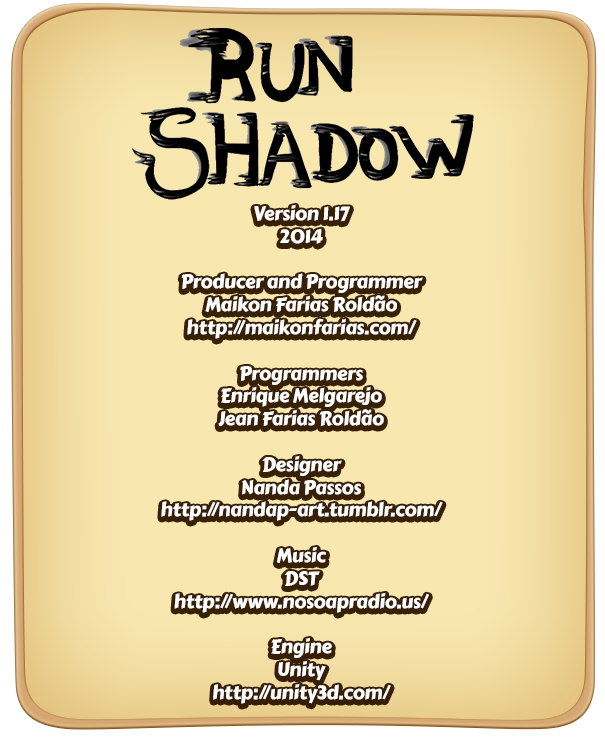 RUN
SHADOW
Version 1.17
2014
Producer and Programmer
Maikon Farias Roldão
http://maikonfarias.com/
Programmers
Enrique Melgarejo
Jean Farias Roldão
Designer
Nanda Passos
http://nandap-art.tumblr.com/
Music
DST
http://www.nosoapradio.us/
Engine
Unity
http://unity3d.com/